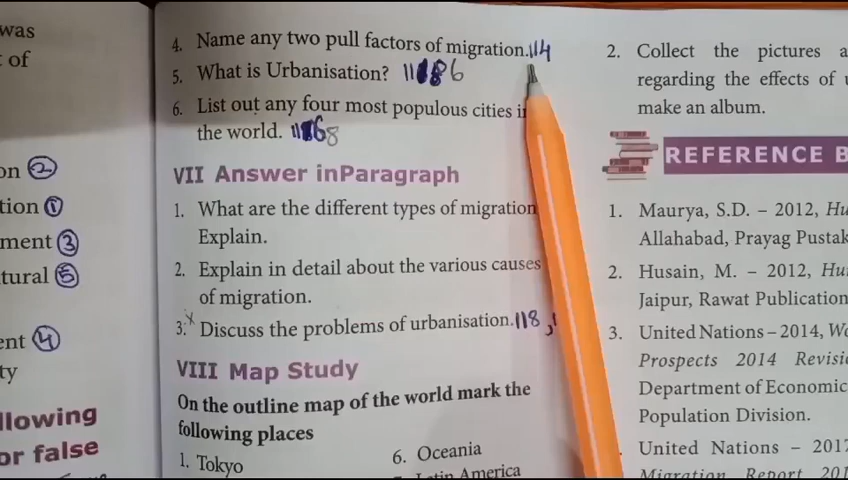 was
t of
on ②
tion ①
ment ③
tural ⑤
ent ④
ty
llowing
or false
4. Name any two pull factors of migration. 114
5. What is Urbanisation?
6. List out any four most populous cities in
the world.
VII Answer inParagraph
1. What are the different types of migration
Explain.
2. Explain in detail about the various causes
of migration.
3. Discuss the problems of urbanisation. 118,
VIII Map Study
On the outline map of the world mark the
following places
1. Tokyo
6. Oceania
Latin America
2. Collect the pictures a
regarding the effects of u
make an album.
REFERENCE B
1. Maurya, S.D. – 2012, Hu
Allahabad, Prayag Pustak
2. Husain, M. – 2012, Hu
Jaipur, Rawat Publication
3. United Nations – 2014, Wo
Prospects 2014 Revisi
Department of Economic
Population Division.
United Nations – 2017
Migration Report 201